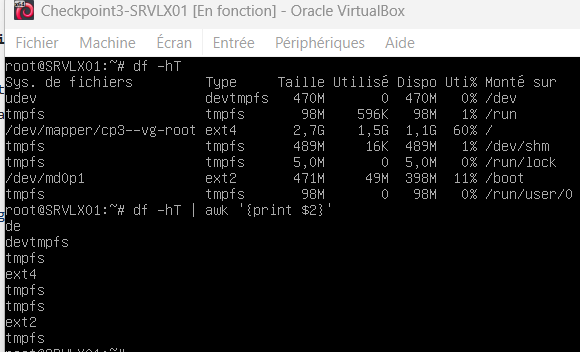 Checkpoint3-SRVLX01 [En fonction] - Oracle VirtualBox
Fichier Machine Écran Entrée Périphériques Aide
root@SRVLX01:~# df -hT
Sys. de fichiers Type Taille Utilisé Dispo Uti% Monté sur
udev devtmpfs 470M 0 470M 0% /dev
tmpfs tmpfs 98M 596K 98M 1% /run
/dev/mapper/cp3--vg-root ext4 2,7G 1,5G 1,1G 60% /
tmpfs tmpfs 489M 16K 489M 1% /dev/shm
tmpfs tmpfs 5,0M 0 5,0M 0% /run/lock
/dev/md0p1 ext2 471M 49M 398M 11% /boot
tmpfs tmpfs 98M 0 98M 0% /run/user/0
root@SRVLX01:~# df -hT | awk '{print $2}'
de
devtmpfs
tmpfs
ext4
tmpfs
tmpfs
ext2
tmpfs
root@SRVLX01:~#